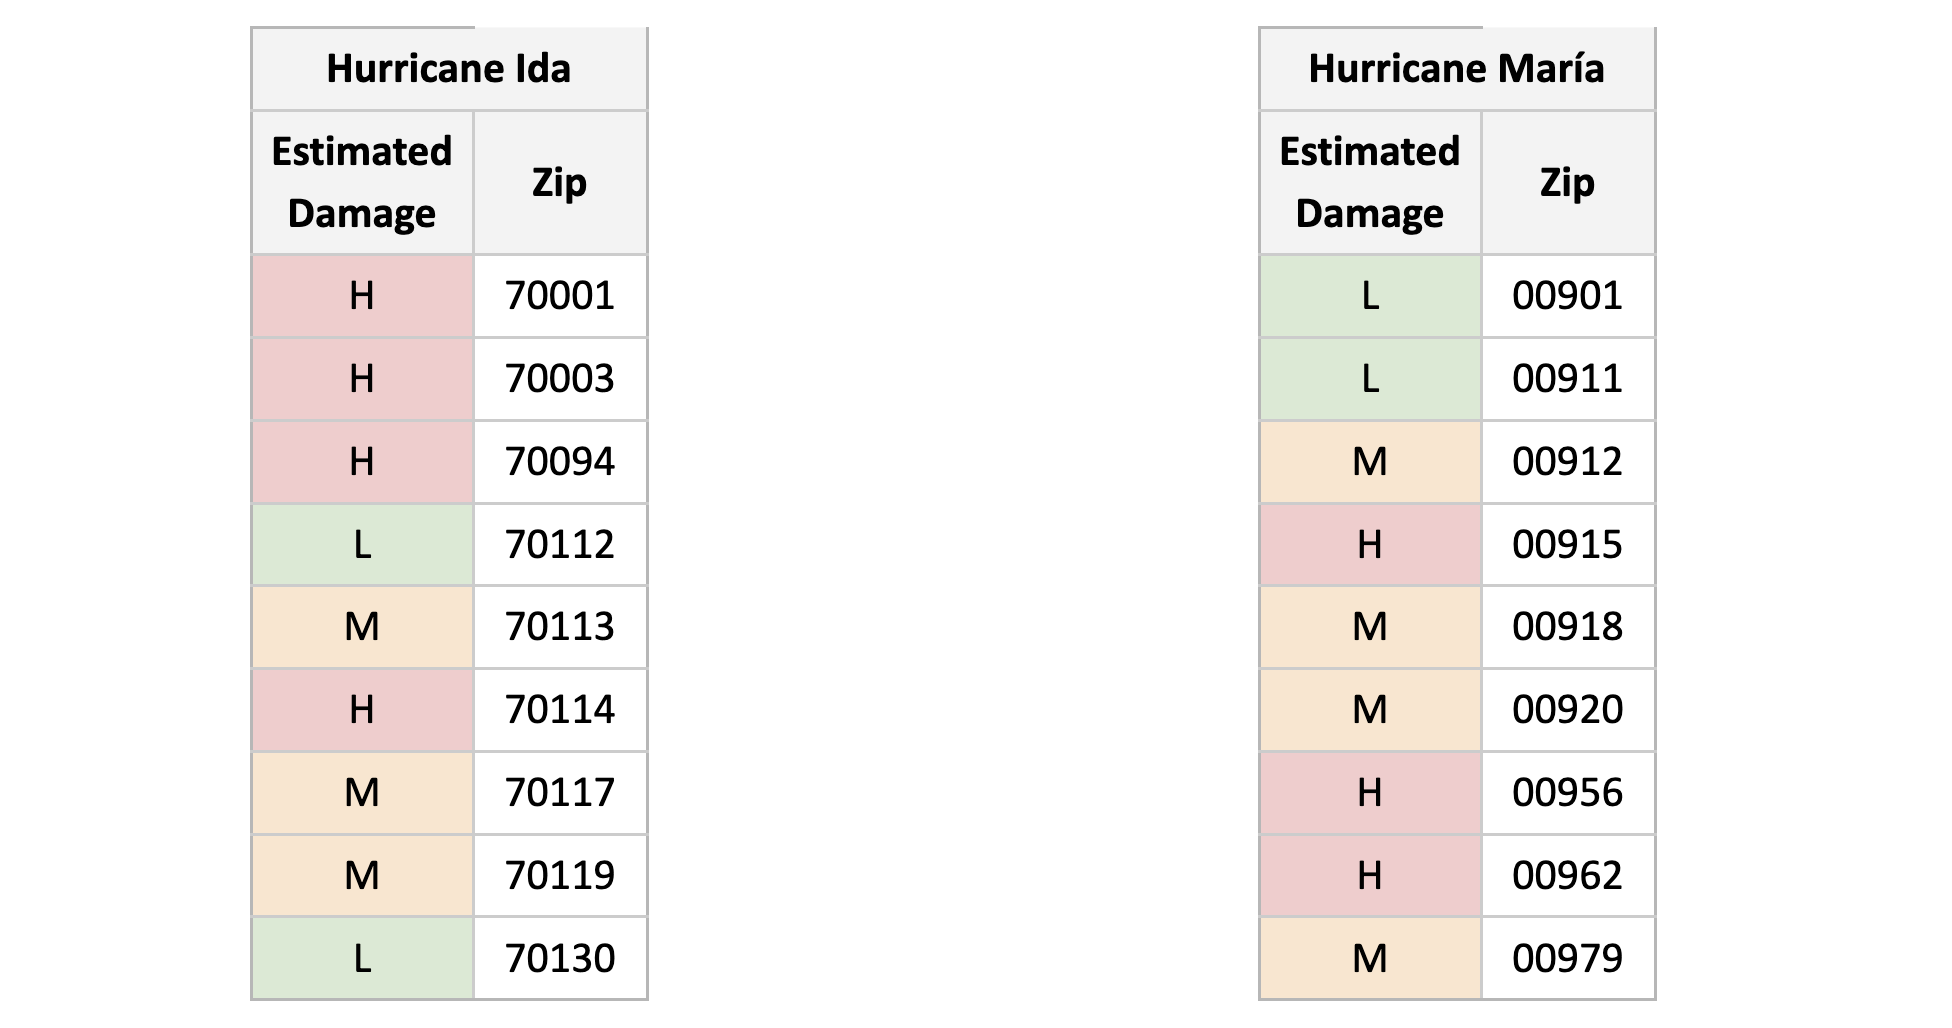 Hurricane Ida
Estimated
Damage
Zip
H 70001
H 70003
H 70094
L 70112
M 70113
H 70114
M 70117
M 70119
L 70130
Hurricane María
Estimated
Damage
Zip
L 00901
L 00911
M 00912
H 00915
M 00918
M 00920
H 00956
H 00962
M 00979